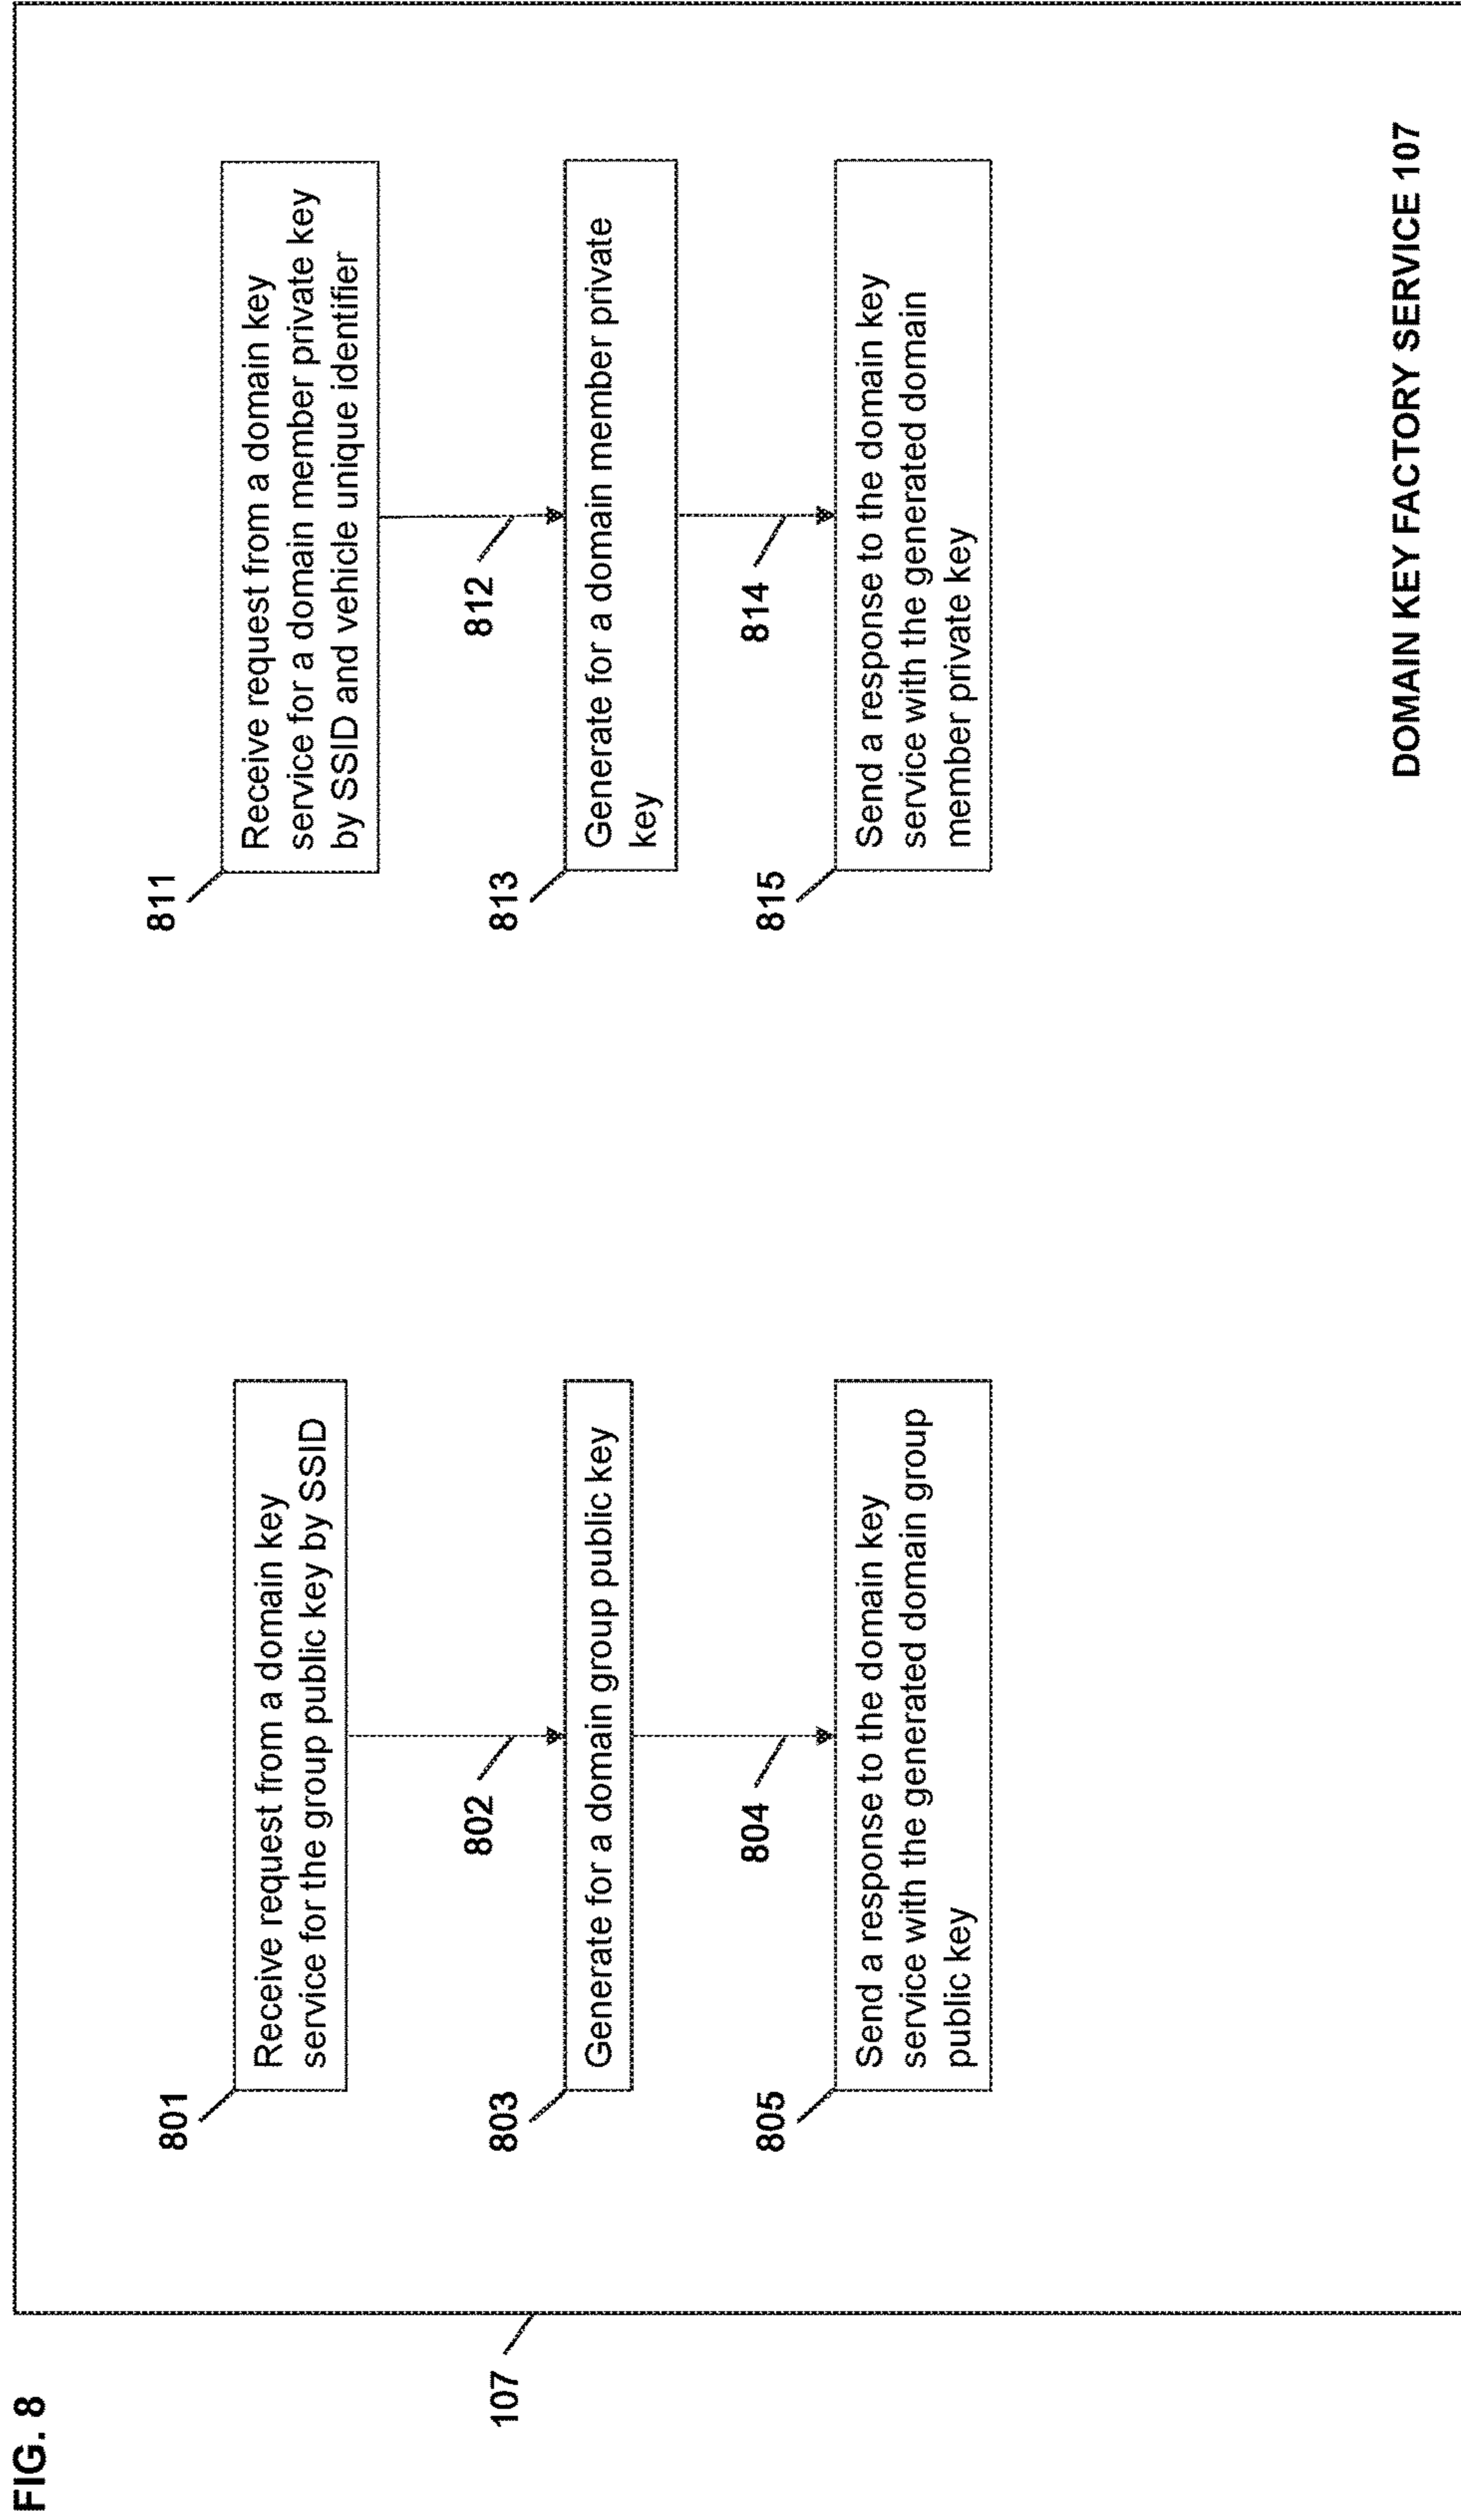 FIG. 8
107
801
Receive request from a domain key
service for the group public key by SSID
802
803
Generate for a domain group public key
804
805
Send a response to the domain key
service with the generated domain group
public key
811
Receive request from a domain key
service for a domain member private key
by SSID and vehicle unique identifier
812
813
Generate for a domain member private
key
814
815
Send a response to the domain key
service with the generated domain
member private key
DOMAIN KEY FACTORY SERVICE 107